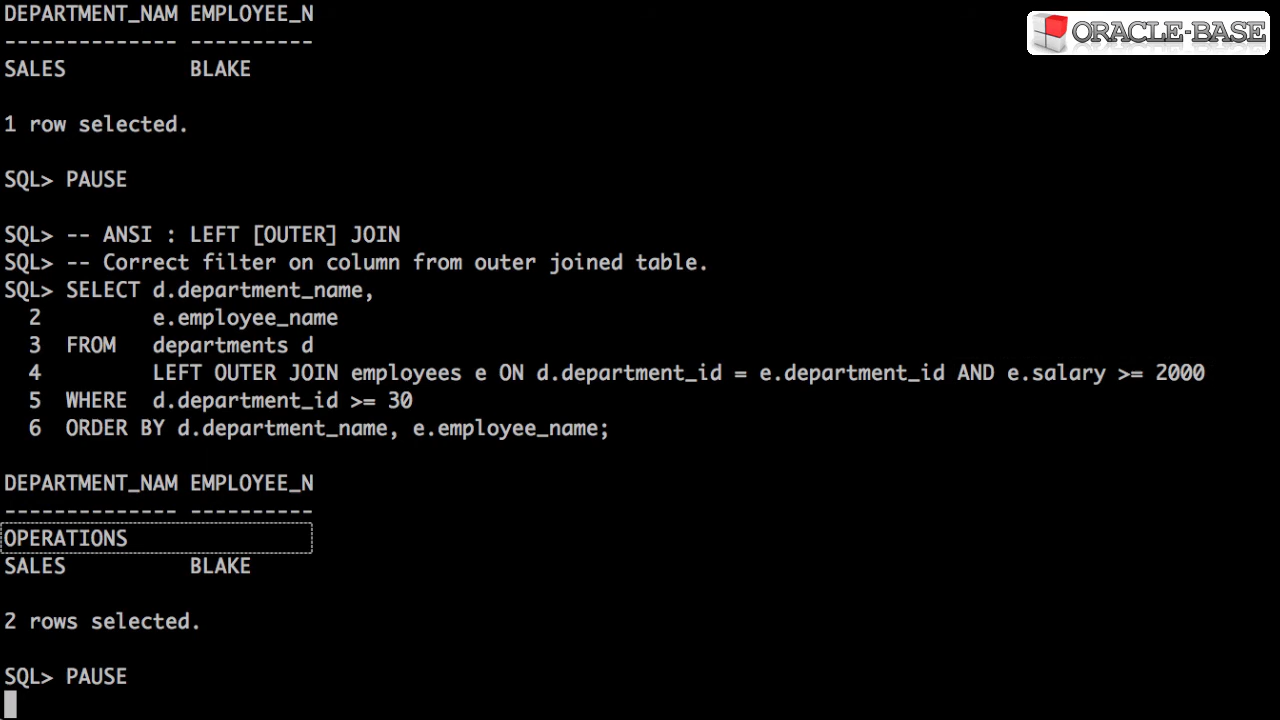 DEPARTMENT_NAM EMPLOYEE_N
-------------- ----------
SALES          BLAKE
1 row selected.
SQL> PAUSE
SQL> -- ANSI : LEFT [OUTER] JOIN
SQL> -- Correct filter on column from outer joined table.
SQL> SELECT d.department_name,
  2         e.employee_name
  3  FROM   departments d
  4         LEFT OUTER JOIN employees e ON d.department_id = e.department_id AND e.salary >= 2000
  5  WHERE  d.department_id >= 30
  6  ORDER BY d.department_name, e.employee_name;
DEPARTMENT_NAM EMPLOYEE_N
-------------- ----------
OPERATIONS
SALES          BLAKE
2 rows selected.
SQL> PAUSE
ORACLE-BASE